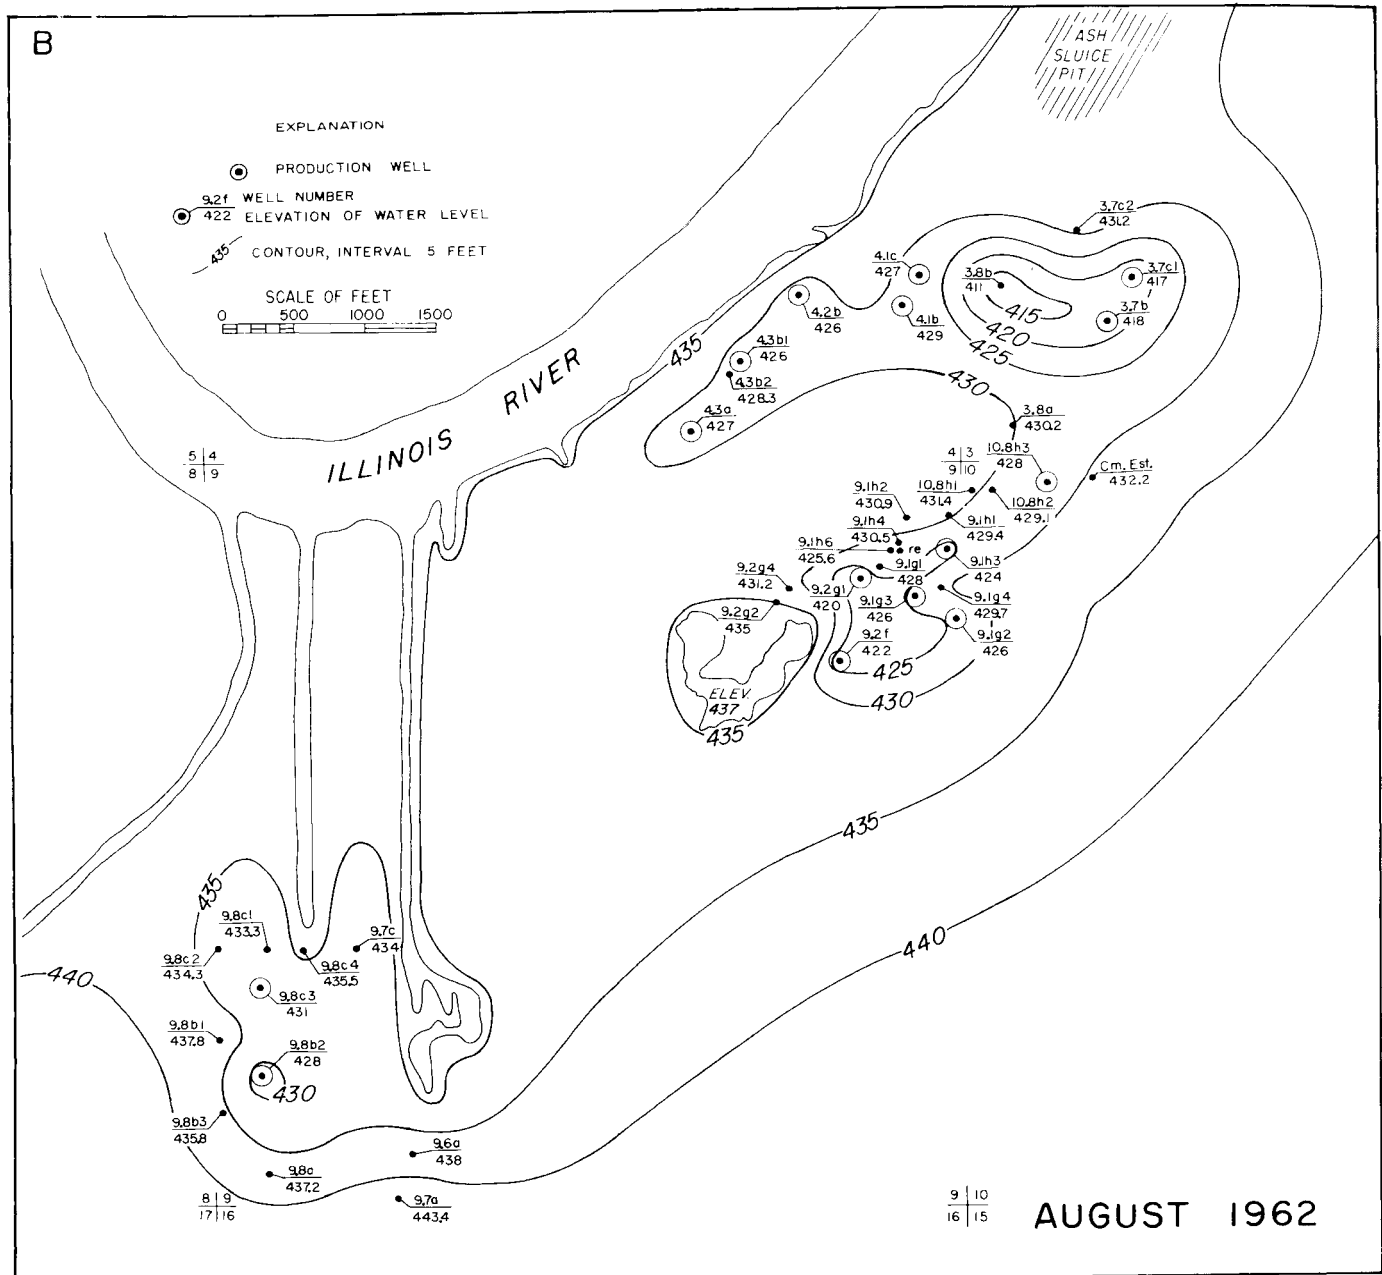 B
ASH
SLUICE
PIT
EXPLANATION
PRODUCTION WELL
9.2f WELL NUMBER
422 ELEVATION OF WATER LEVEL
435 CONTOUR, INTERVAL 5 FEET
SCALE OF FEET
0 500 1000 1500
ILLINOIS RIVER
435
3.7c2
431.2
4.1c
427
3.8b
411
3.7c1
417
4.2b
426
4.1b
429
3.7b
418
415
420
425
4.3b1
426
4.3b2
428.3
430
4.3a
427
3.8a
430.2
5 4
8 9
4 3
9 10
10.8h3
428
Cm. Est.
432.2
9.1h2
430.9
10.8h1
431.4
10.8h2
429.1
9.1h4
430.5
9.1h1
429.4
9.1h6
425.6
re
9.1g1
428
9.1h3
424
9.2g4
431.2
9.2g1
420
9.1g3
426
9.1g4
429.7
9.2g2
435
9.2f
422
9.1g2
426
425
430
ELEV.
437
435
435
435
9.8c1
433.3
9.7c
434
9.8c2
434.3
9.8c4
435.5
440
440
9.8c3
431
9.8b1
437.8
9.8b2
428
430
9.8b3
435.8
9.6a
438
9.8a
437.2
9.7a
443.4
8 9
17 16
9 10
16 15
AUGUST 1962